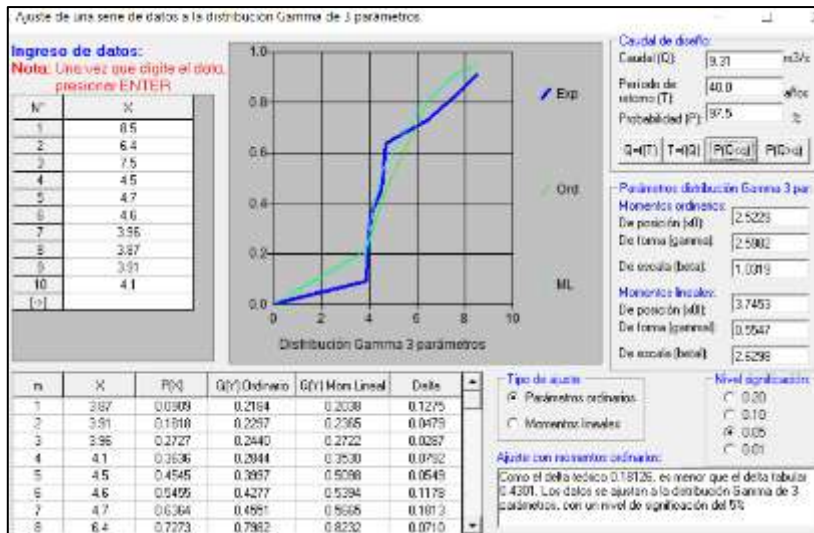 Ajuste de una serie de datos a la distribución Gamma de 3 parámetros
Ingreso de datos:
Nota: Una vez que digite el dato, presionar ENTER
N° X
1 8.5
2 6.4
3 7.5
4 4.5
5 4.7
6 4.6
7 3.96
8 3.87
9 3.91
10 4.1
[->]
1.0
0.8
0.6
0.4
0.2
0.0
0 2 4 6 8 10
Distribución Gamma 3 parámetros
Exp
Ord
ML
Caudal de diseño:
Caudal (Q): 9.31 m3/s
Período de retorno (T): 40.0 años
Probabilidad (P): 97.5 %
Q=f(T) T=f(Q) P(Q<q) P(Q>q)
Parámetros distribución Gamma 3 par
Momentos ordinarios:
De posición (x0): 2.5229
De forma (gamma): 2.5982
De escala (beta): 1.0319
Momentos lineales:
De posición (x0l): 3.7453
De forma (gammal): 0.5547
De escala (betal): 2.6298
m X P(X) G(Y) Ordinario G(Y) Mom Lineal Delta
1 3.87 0.0909 0.2184 0.2038 0.1275
2 3.91 0.1818 0.2297 0.2365 0.0479
3 3.96 0.2727 0.2440 0.2722 0.0287
4 4.1 0.3636 0.2844 0.3530 0.0792
5 4.5 0.4545 0.3997 0.5098 0.0549
6 4.6 0.5455 0.4277 0.5394 0.1178
7 4.7 0.6364 0.4551 0.5665 0.1813
8 6.4 0.7273 0.7982 0.8232 0.0710
Tipo de ajuste
Parámetros ordinarios
Momentos lineales
Nivel significación:
0.20
0.10
0.05
0.01
Ajuste con momentos ordinarios:
Como el delta teórico 0.18126, es menor que el delta tabular
0.4301. Los datos se ajustan a la distribución Gamma de 3
parámetros, con un nivel de significación del 5%